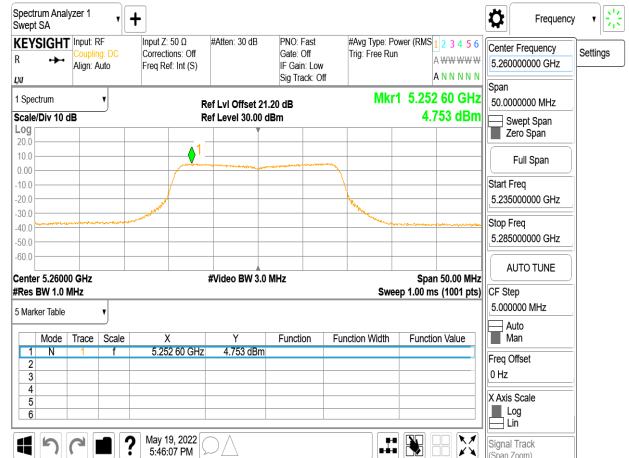 Spectrum Analyzer 1
Swept SA
Frequency
KEYSIGHT
R
LXI
Input: RF
Coupling: DC
Align: Auto
Input Z: 50 Ω
Corrections: Off
Freq Ref: Int (S)
#Atten: 30 dB
PNO: Fast
Gate: Off
IF Gain: Low
Sig Track: Off
#Avg Type: Power (RMS
Trig: Free Run
1 2 3 4 5 6
A W W W W W
A N N N N N
Center Frequency
5.260000000 GHz
Settings
Span
50.0000000 MHz
Swept Span
Zero Span
Full Span
Start Freq
5.235000000 GHz
Stop Freq
5.285000000 GHz
AUTO TUNE
CF Step
5.000000 MHz
Auto
Man
Freq Offset
0 Hz
X Axis Scale
Log
Lin
Signal Track
(Span Zoom)
1 Spectrum
Scale/Div 10 dB
Ref Lvl Offset 21.20 dB
Ref Level 30.00 dBm
Mkr1 5.252 60 GHz
4.753 dBm
Log
20.0
10.0
0.00
-10.0
-20.0
-30.0
-40.0
-50.0
-60.0
1
Center 5.26000 GHz
#Res BW 1.0 MHz
#Video BW 3.0 MHz
Span 50.00 MHz
Sweep 1.00 ms (1001 pts)
5 Marker Table
Mode Trace Scale X Y Function Function Width Function Value
1 N 1 f 5.252 60 GHz 4.753 dBm
2
3
4
5
6
?
May 19, 2022
5:46:07 PM